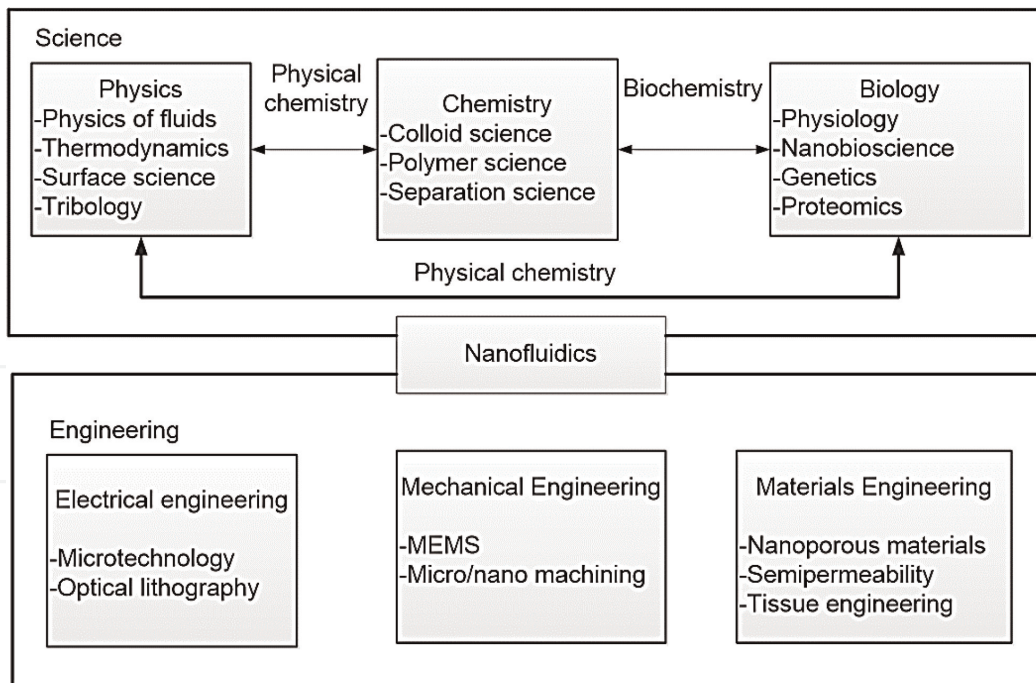 Science
Physics
-Physics of fluids
-Thermodynamics
-Surface science
-Tribology
Physical
chemistry
Chemistry
-Colloid science
-Polymer science
-Separation science
Biochemistry
Biology
-Physiology
-Nanobioscience
-Genetics
-Proteomics
Physical chemistry
Nanofluidics
Engineering
Electrical engineering
-Microtechnology
-Optical lithography
Mechanical Engineering
-MEMS
-Micro/nano machining
Materials Engineering
-Nanoporous materials
-Semipermeability
-Tissue engineering